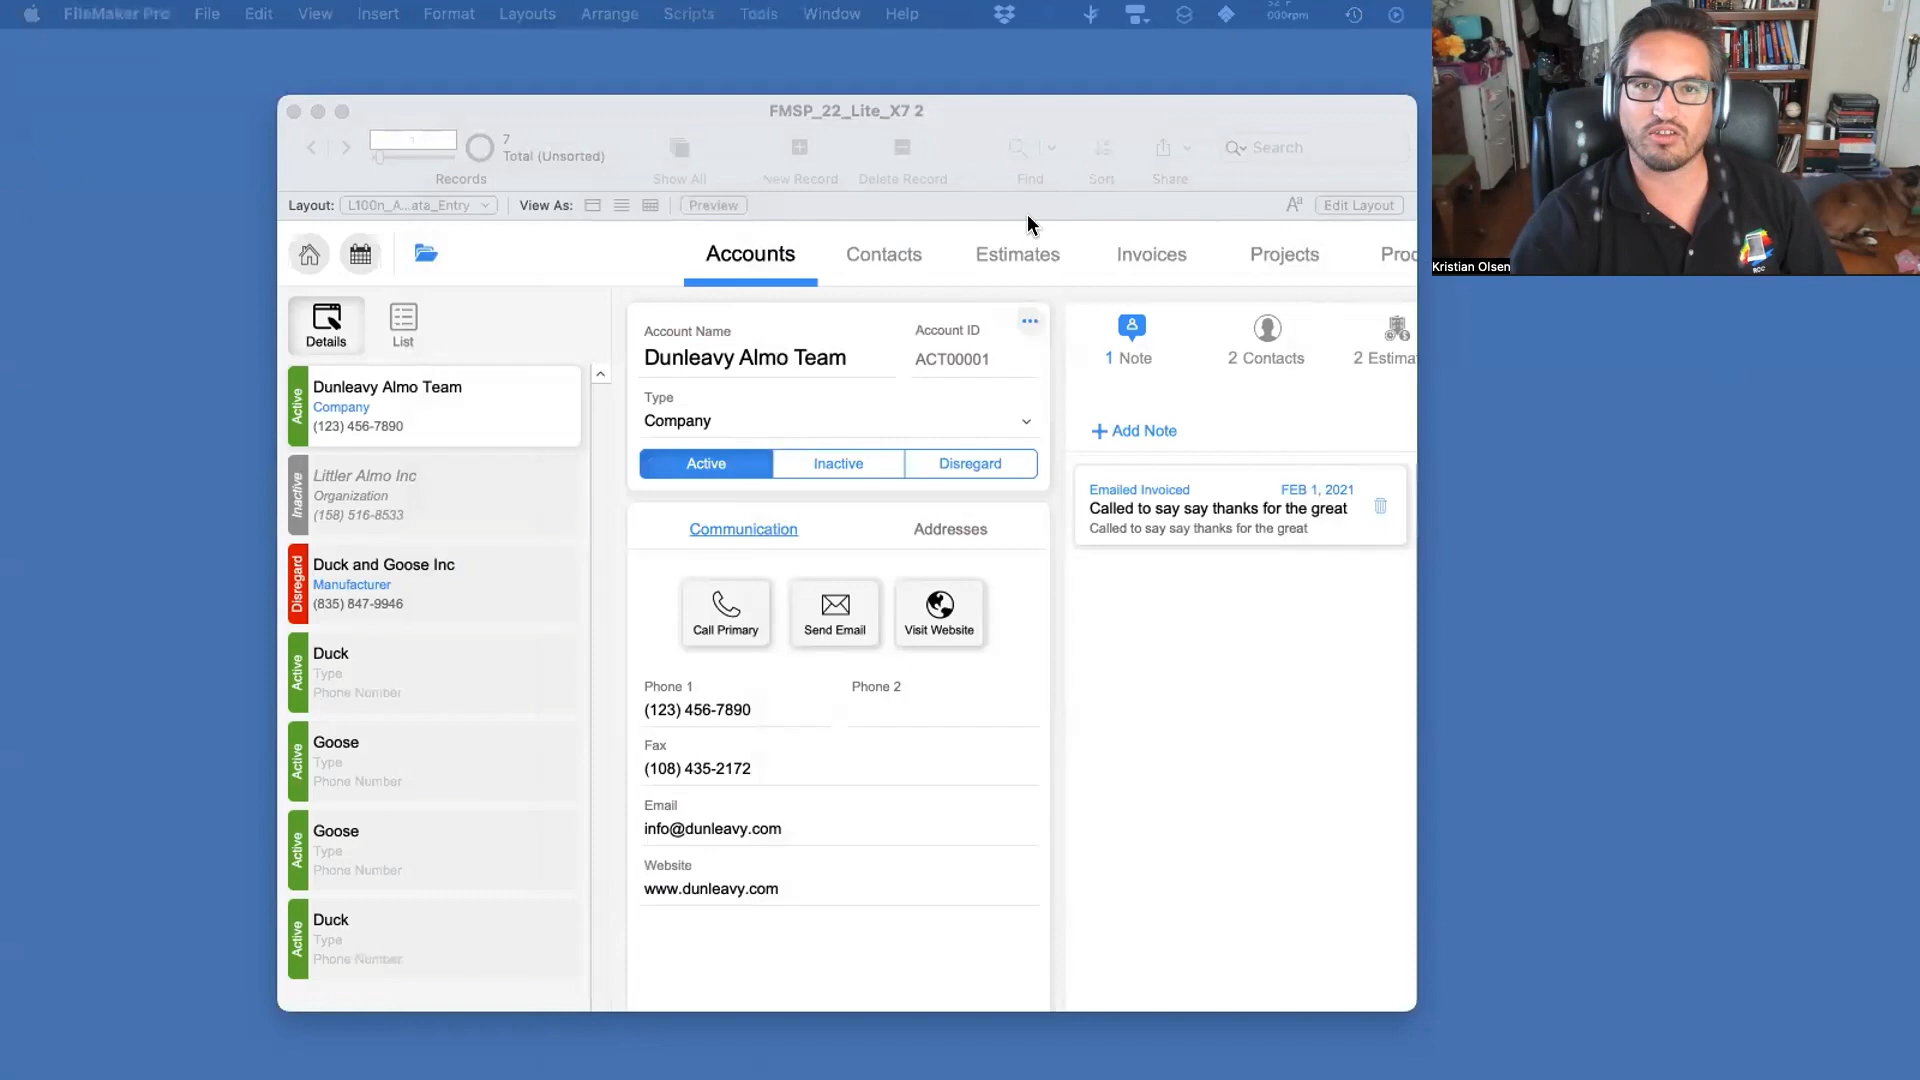 FileMaker Pro File Edit View Insert Format Layouts Arrange Scripts Tools Window Help
000rpm
FMSP_22_Lite_X7 2
1
7
Total (Unsorted)
Records
Show All
New Record
Delete Record
Find
Sort
Share
Search
Layout: L100n_A...ata_Entry View As: Preview Edit Layout
Accounts Contacts Estimates Invoices Projects Proc
Details
List
Active
Dunleavy Almo Team
Company
(123) 456-7890
Inactive
Littler Almo Inc
Organization
(158) 516-8533
Disregard
Duck and Goose Inc
Manufacturer
(835) 847-9946
Active
Duck
Type
Phone Number
Active
Goose
Type
Phone Number
Active
Goose
Type
Phone Number
Active
Duck
Type
Phone Number
Account Name
Dunleavy Almo Team
Account ID
ACT00001
Type
Company
Active Inactive Disregard
Communication Addresses
Call Primary
Send Email
Visit Website
Phone 1
(123) 456-7890
Phone 2
Fax
(108) 435-2172
Email
info@dunleavy.com
Website
www.dunleavy.com
1 Note
2 Contacts
2 Estima
+ Add Note
Emailed Invoiced FEB 1, 2021
Called to say say thanks for the great
Called to say say thanks for the great
Kristian Olsen
RCC